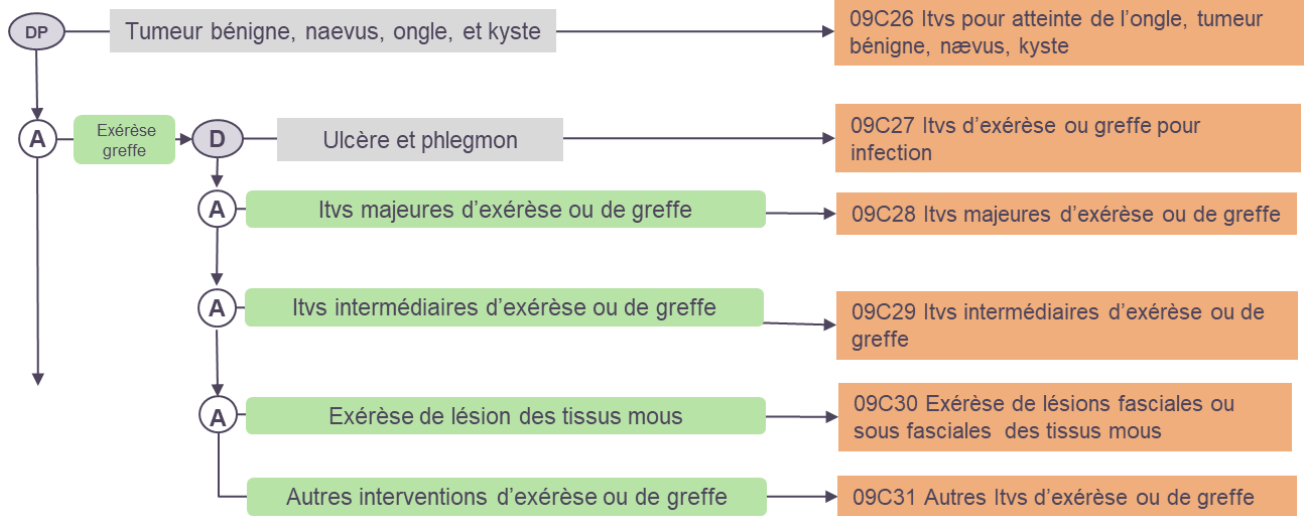 DP
Tumeur bénigne, naevus, ongle, et kyste
09C26 Itvs pour atteinte de l’ongle, tumeur
bénigne, nævus, kyste
A
Exérèse
greffe
D
Ulcère et phlegmon
09C27 Itvs d’exérèse ou greffe pour
infection
A
Itvs majeures d’exérèse ou de greffe
09C28 Itvs majeures d’exérèse ou de greffe
A
Itvs intermédiaires d’exérèse ou de greffe
09C29 Itvs intermédiaires d’exérèse ou de
greffe
A
Exérèse de lésion des tissus mous
09C30 Exérèse de lésions fasciales ou
sous fasciales des tissus mous
Autres interventions d’exérèse ou de greffe
09C31 Autres Itvs d’exérèse ou de greffe